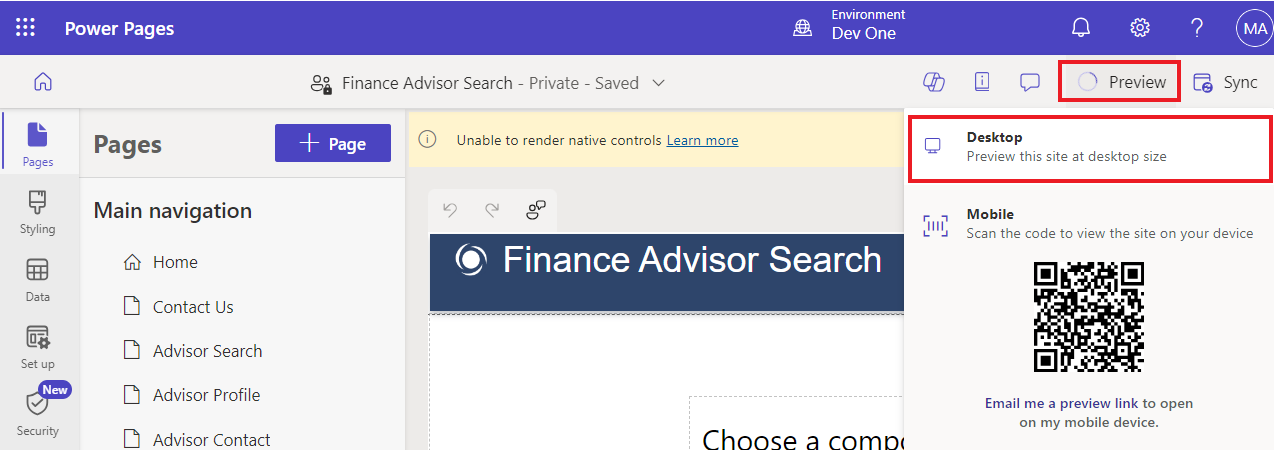 Power Pages
Environment
Dev One
MA
Finance Advisor Search - Private - Saved
Preview
Sync
Pages
Styling
Data
Set up
New
Security
Pages
+ Page
Main navigation
Home
Contact Us
Advisor Search
Advisor Profile
Advisor Contact
Unable to render native controls Learn more
Finance Advisor Search
Choose a compo
Desktop
Preview this site at desktop size
Mobile
Scan the code to view the site on your device
Email me a preview link to open
on my mobile device.